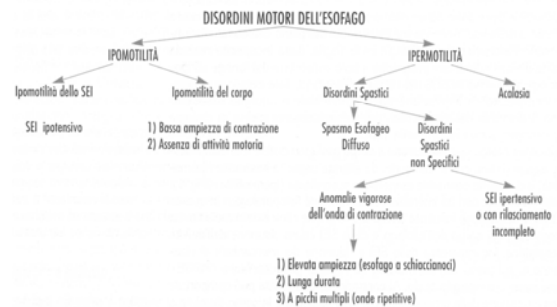 DISORDINI MOTORI DELL'ESOFAGO
IPOMOTILITÀ
IPERMOTILITÀ
Ipomotilità dello SEI
Ipomotilità del corpo
Disordini Spastici
Acalasia
SEI ipotensivo
1) Bassa ampiezza di contrazione
2) Assenza di attività motoria
Spasmo Esofageo
Diffuso
Disordini
Spastici
non Specifici
Anomalie vigorose
dell'onda di contrazione
SEI ipertensivo
o con rilasciamento
incompleto
1) Elevata ampiezza (esofago a schiaccianoci)
2) Lunga durata
3) A picchi multipli (onde ripetitive)